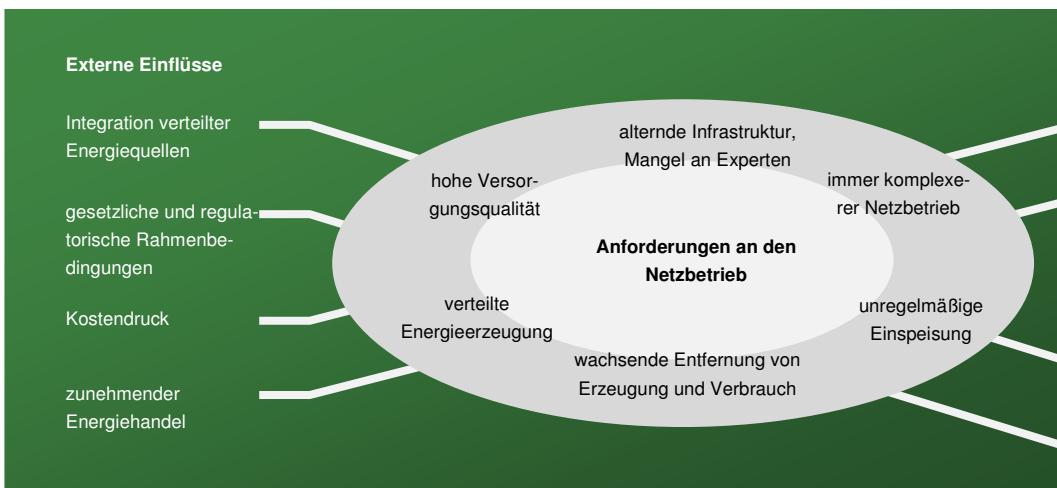 Externe Einflüsse
Integration verteilter
Energiequellen
gesetzliche und regula-
torische Rahmenbe-
dingungen
Kostendruck
zunehmender
Energiehandel
alternde Infrastruktur,
Mangel an Experten
hohe Versor-
gungsqualität
immer komplexe-
rer Netzbetrieb
Anforderungen an den
Netzbetrieb
verteilte
Energieerzeugung
unregelmäßige
Einspeisung
wachsende Entfernung von
Erzeugung und Verbrauch